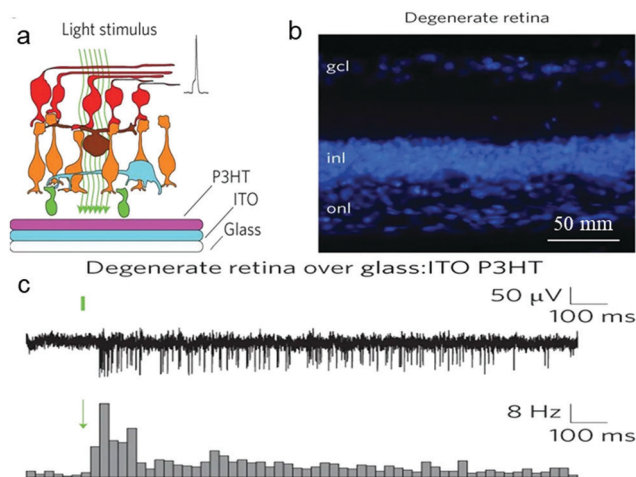 a
Light stimulus
P3HT
ITO
Glass
b
Degenerate retina
gcl
inl
onl
50 mm
Degenerate retina over glass:ITO P3HT
c
50 µV
100 ms
8 Hz
100 ms